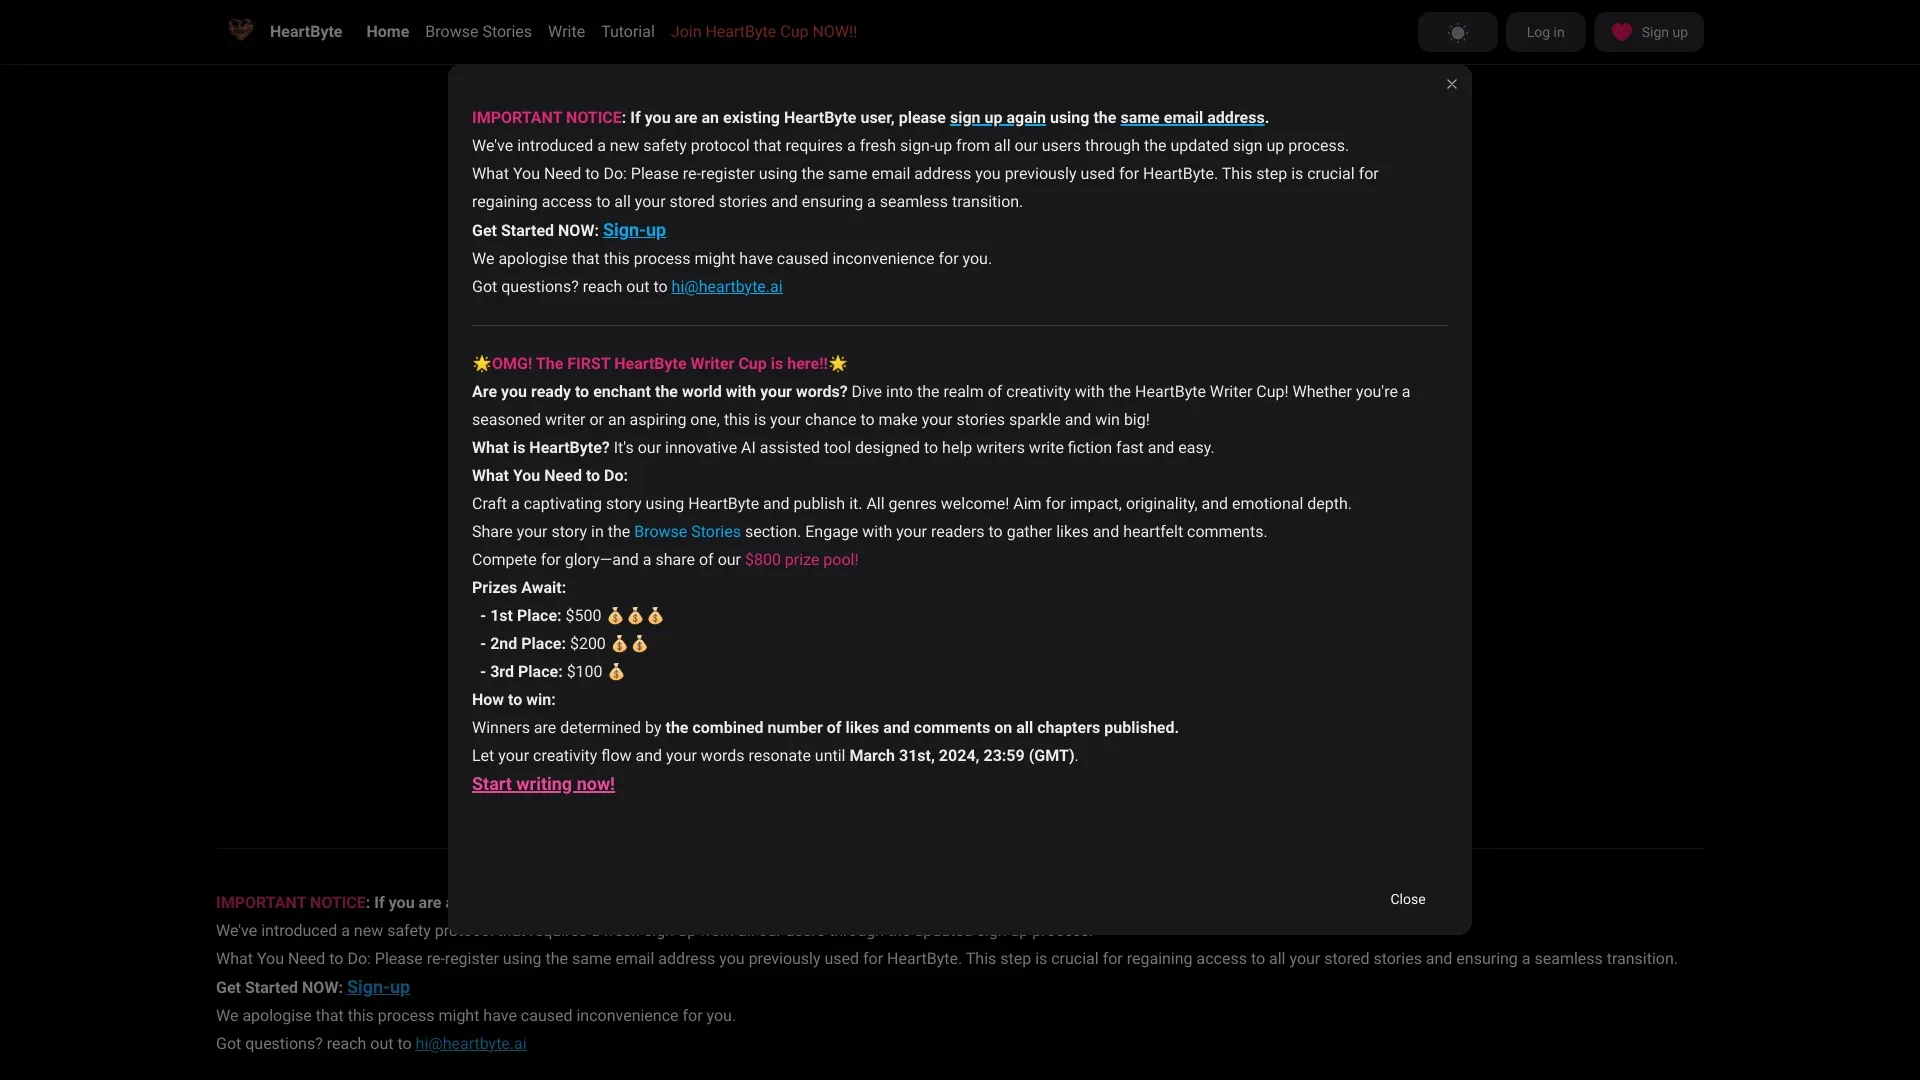 HeartByte Home Browse Stories Write Tutorial Join HeartByte Cup NOW!! Log in Sign up
IMPORTANT NOTICE: If you are an existing HeartByte user, please sign up again using the same email address.
We've introduced a new safety protocol that requires a fresh sign-up from all our users through the updated sign up process.
What You Need to Do: Please re-register using the same email address you previously used for HeartByte. This step is crucial for
regaining access to all your stored stories and ensuring a seamless transition.
Get Started NOW: Sign-up
We apologise that this process might have caused inconvenience for you.
Got questions? reach out to hi@heartbyte.ai
🌟OMG! The FIRST HeartByte Writer Cup is here!!🌟
Are you ready to enchant the world with your words? Dive into the realm of creativity with the HeartByte Writer Cup! Whether you're a
seasoned writer or an aspiring one, this is your chance to make your stories sparkle and win big!
What is HeartByte? It's our innovative AI assisted tool designed to help writers write fiction fast and easy.
What You Need to Do:
Craft a captivating story using HeartByte and publish it. All genres welcome! Aim for impact, originality, and emotional depth.
Share your story in the Browse Stories section. Engage with your readers to gather likes and heartfelt comments.
Compete for glory—and a share of our $800 prize pool!
Prizes Await:
- 1st Place: $500 💰💰💰
- 2nd Place: $200 💰💰
- 3rd Place: $100 💰
How to win:
Winners are determined by the combined number of likes and comments on all chapters published.
Let your creativity flow and your words resonate until March 31st, 2024, 23:59 (GMT).
Start writing now!
Close
IMPORTANT NOTICE: If you are
We've introduced a new safety
What You Need to Do: Please re-register using the same email address you previously used for HeartByte. This step is crucial for regaining access to all your stored stories and ensuring a seamless transition.
Get Started NOW: Sign-up
We apologise that this process might have caused inconvenience for you.
Got questions? reach out to hi@heartbyte.ai